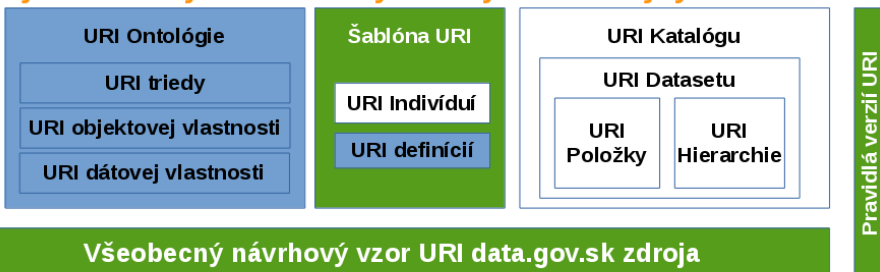 URI Ontológie
URI triedy
URI objektovej vlastnosti
URI dátovej vlastnosti
Šablóna URI
URI Indivíduí
URI definícií
URI Katalógu
URI Datasetu
URI
Položky
URI
Hierarchie
Pravidlá verzií URI
Všeobecný návrhový vzor URI data.gov.sk zdroja